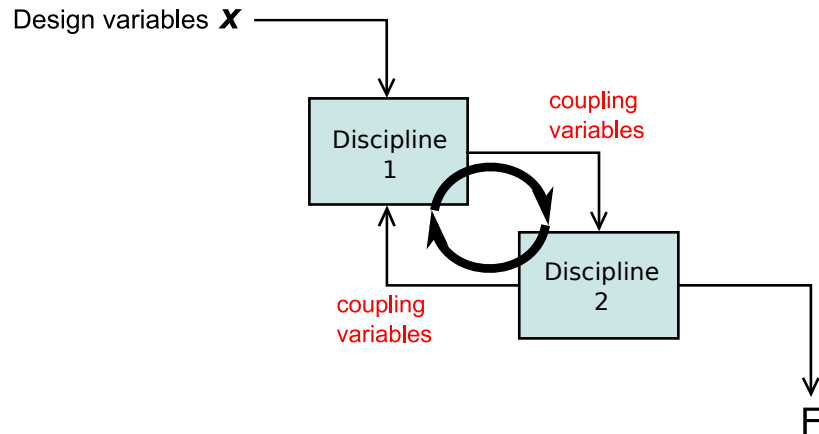 Design variables X
coupling
variables
Discipline
1
Discipline
2
coupling
variables
F